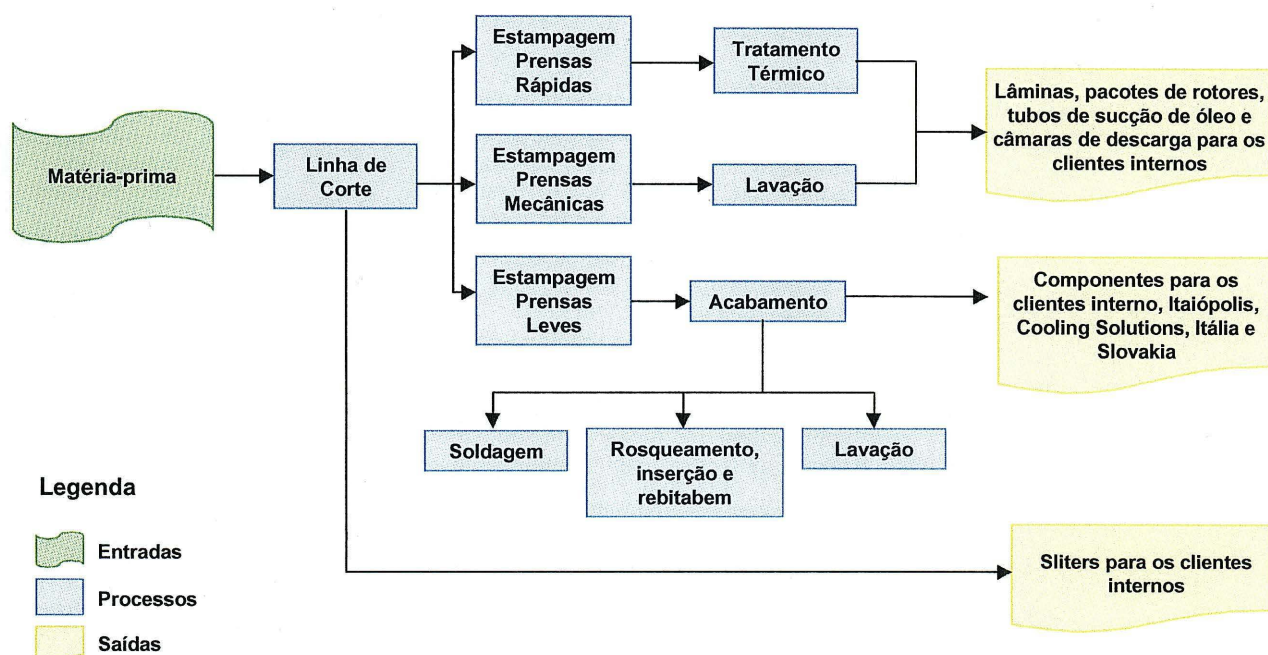 Matéria-prima
Linha de
Corte
Estampagem
Prensas
Rápidas
Tratamento
Térmico
Estampagem
Prensas
Mecânicas
Lavação
Lâminas, pacotes de rotores,
tubos de sucção de óleo e
câmaras de descarga para os
clientes internos
Estampagem
Prensas
Leves
Acabamento
Componentes para os
clientes interno, Itaiópolis,
Cooling Solutions, Itália e
Slovakia
Soldagem
Rosqueamento,
inserção e
rebitabem
Lavação
Sliters para os clientes
internos
Legenda
Entradas
Processos
Saídas